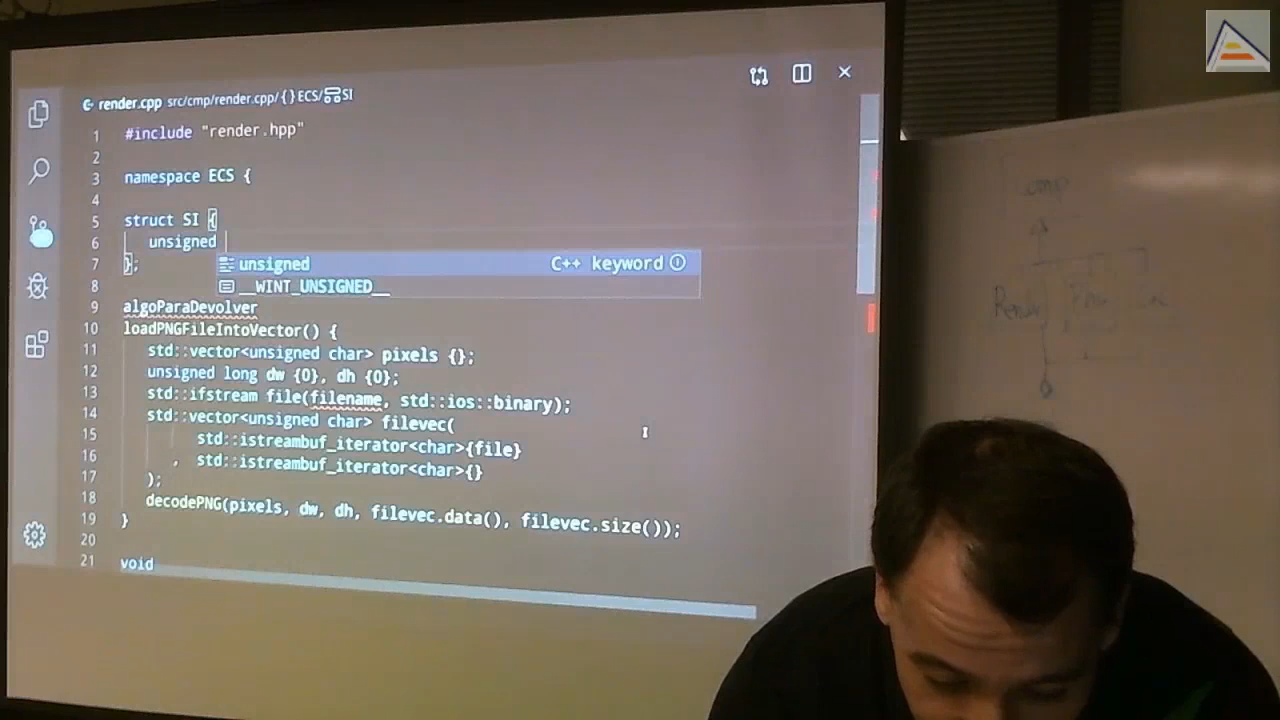 render.cpp src/cmp/render.cpp/{}ECS/SI
1 #include "render.hpp"
2
3 namespace ECS {
4
5 struct SI {
6 unsigned
7 };
unsigned C++ keyword
8 __WINT_UNSIGNED__
9 algoParaDevolver
10 loadPNGFileIntoVector() {
11 std::vector<unsigned char> pixels {};
12 unsigned long dw {0}, dh {0};
13 std::ifstream file(filename, std::ios::binary);
14 std::vector<unsigned char> filevec(
15 std::istreambuf_iterator<char>{file}
16 , std::istreambuf_iterator<char>{}
17 );
18 decodePNG(pixels, dw, dh, filevec.data(), filevec.size());
19 }
20
21 void
cmp
Render